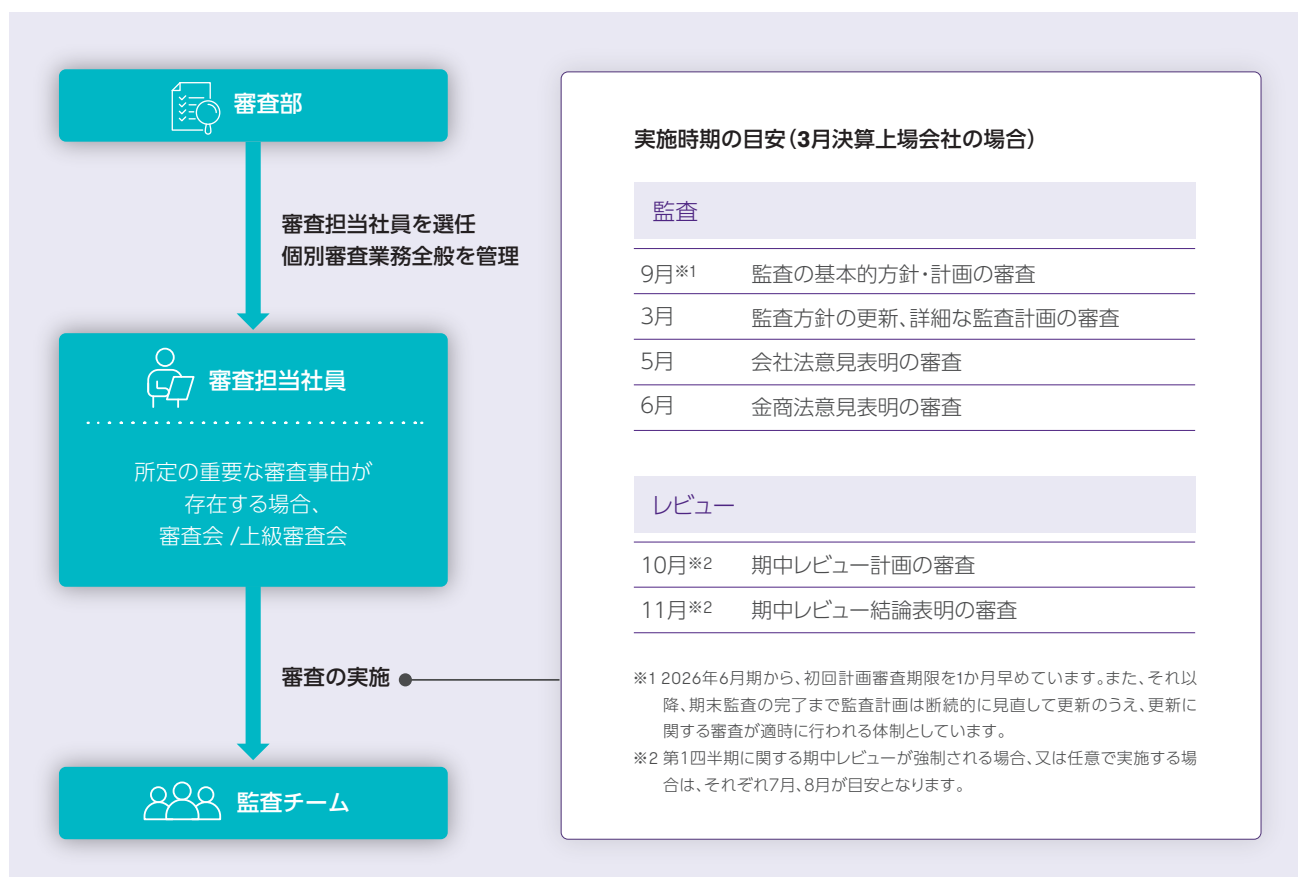 審査部
審査担当社員を選任
個別審査業務全般を管理
審査担当社員
所定の重要な審査事由が
存在する場合、
審査会 /上級審査会
審査の実施
監査チーム
実施時期の目安（3月決算上場会社の場合）
監査
9月※1 監査の基本的方針・計画の審査
3月 監査方針の更新、詳細な監査計画の審査
5月 会社法意見表明の審査
6月 金商法意見表明の審査
レビュー
10月※2 期中レビュー計画の審査
11月※2 期中レビュー結論表明の審査
※1 2026年6月期から、初回計画審査期限を1か月早めています。また、それ以
降、期末監査の完了まで監査計画は断続的に見直して更新のうえ、更新に
関する審査が適時に行われる体制としています。
※2 第1四半期に関する期中レビューが強制される場合、又は任意で実施する場
合は、それぞれ7月、8月が目安となります。